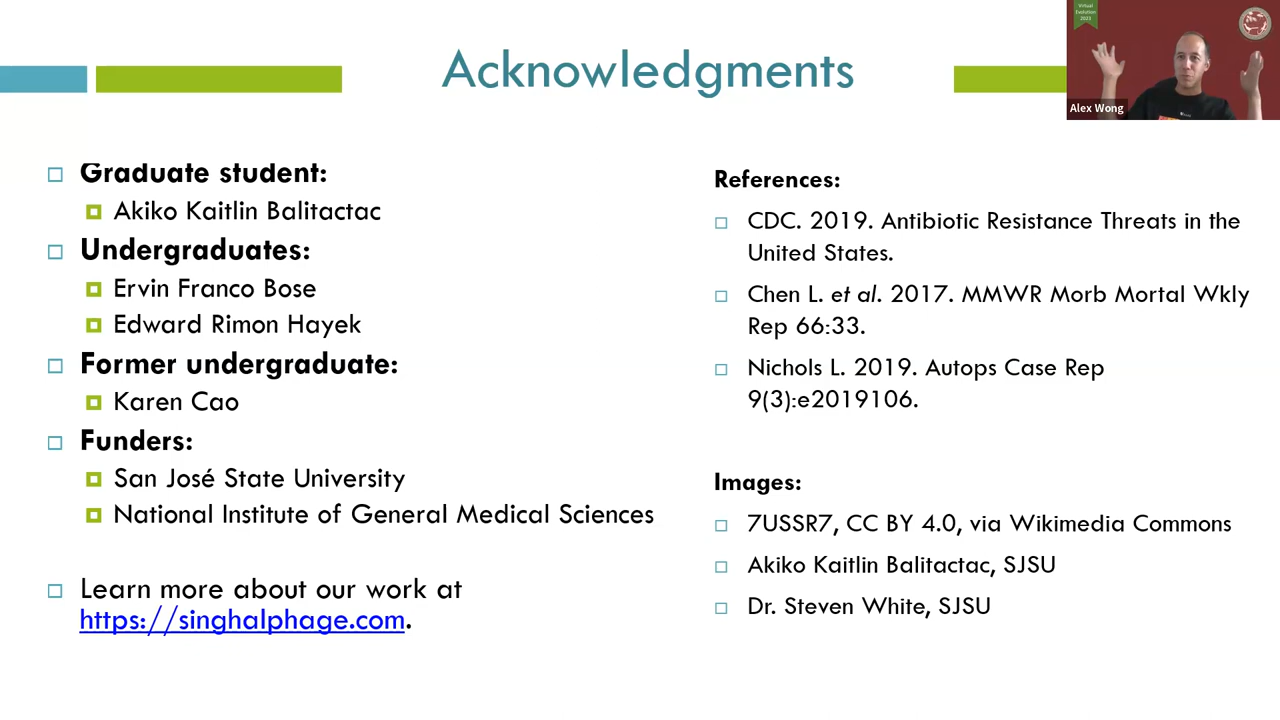 Acknowledgments
Virtual
Evolution
2023
Alex Wong
Graduate student:
Akiko Kaitlin Balitactac
Undergraduates:
Ervin Franco Bose
Edward Rimon Hayek
Former undergraduate:
Karen Cao
Funders:
San José State University
National Institute of General Medical Sciences
Learn more about our work at
https://singhalphage.com.
References:
CDC. 2019. Antibiotic Resistance Threats in the
United States.
Chen L. et al. 2017. MMWR Morb Mortal Wkly
Rep 66:33.
Nichols L. 2019. Autops Case Rep
9(3):e2019106.
Images:
7USSR7, CC BY 4.0, via Wikimedia Commons
Akiko Kaitlin Balitactac, SJSU
Dr. Steven White, SJSU